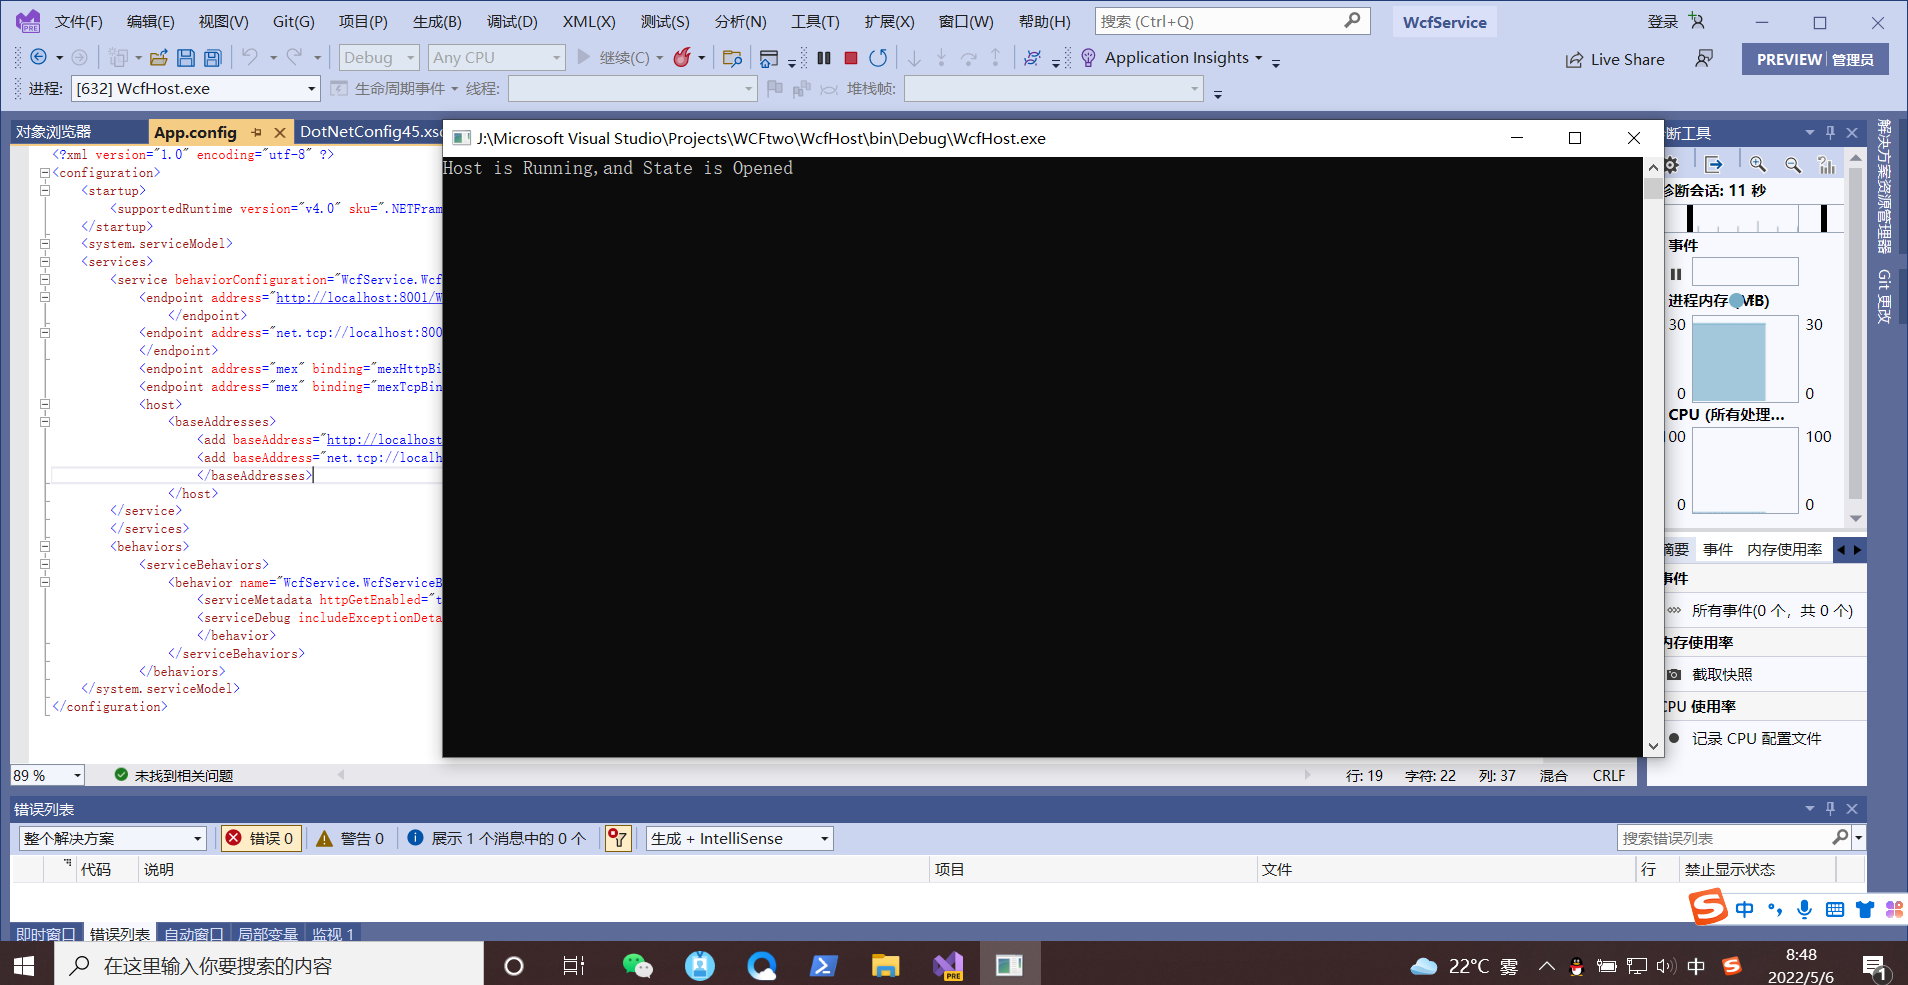 文件(F) 编辑(E) 视图(V) Git(G) 项目(P) 生成(B) 调试(D) XML(X) 测试(S) 分析(N) 工具(T) 扩展(X) 窗口(W) 帮助(H) 搜索 (Ctrl+Q) WcfService 登录
Debug Any CPU 继续(C) Application Insights Live Share PREVIEW 管理员
进程: [632] WcfHost.exe 生命周期事件 线程: 堆栈帧:
对象浏览器 App.config DotNetConfig45.xsd
J:\Microsoft Visual Studio\Projects\WCFtwo\WcfHost\bin\Debug\WcfHost.exe
Host is Running,and State is Opened
<?xml version="1.0" encoding="utf-8" ?>
<configuration>
<startup>
<supportedRuntime version="v4.0" sku=".NETFram
</startup>
<system.serviceModel>
<services>
<service behaviorConfiguration="WcfService.Wcf
<endpoint address="http://localhost:8001/W
</endpoint>
<endpoint address="net.tcp://localhost:800
</endpoint>
<endpoint address="mex" binding="mexHttpBi
<endpoint address="mex" binding="mexTcpBin
<host>
<baseAddresses>
<add baseAddress="http://localhost
<add baseAddress="net.tcp://localh
</baseAddresses>
</host>
</service>
</services>
<behaviors>
<serviceBehaviors>
<behavior name="WcfService.WcfServiceB
<serviceMetadata httpGetEnabled="t
<serviceDebug includeExceptionDeta
</behavior>
</serviceBehaviors>
</behaviors>
</system.serviceModel>
</configuration>
断工具
诊断会话: 11 秒
事件
进程内存 (MB)
30 30
0 0
CPU (所有处理...
100 100
0 0
摘要 事件 内存使用率
事件
所有事件(0 个，共 0 个)
内存使用率
截取快照
CPU 使用率
记录 CPU 配置文件
解决方案资源管理器
Git 更改
89 % 未找到相关问题 行: 19 字符: 22 列: 37 混合 CRLF
错误列表
整个解决方案 错误 0 警告 0 展示 1 个消息中的 0 个 生成 + IntelliSense 搜索错误列表
代码 说明 项目 文件 行 禁止显示状态
中
即时窗口 错误列表 自动窗口 局部变量 监视 1
在这里输入你要搜索的内容 22°C 雾 中 8:48
2022/5/6 1